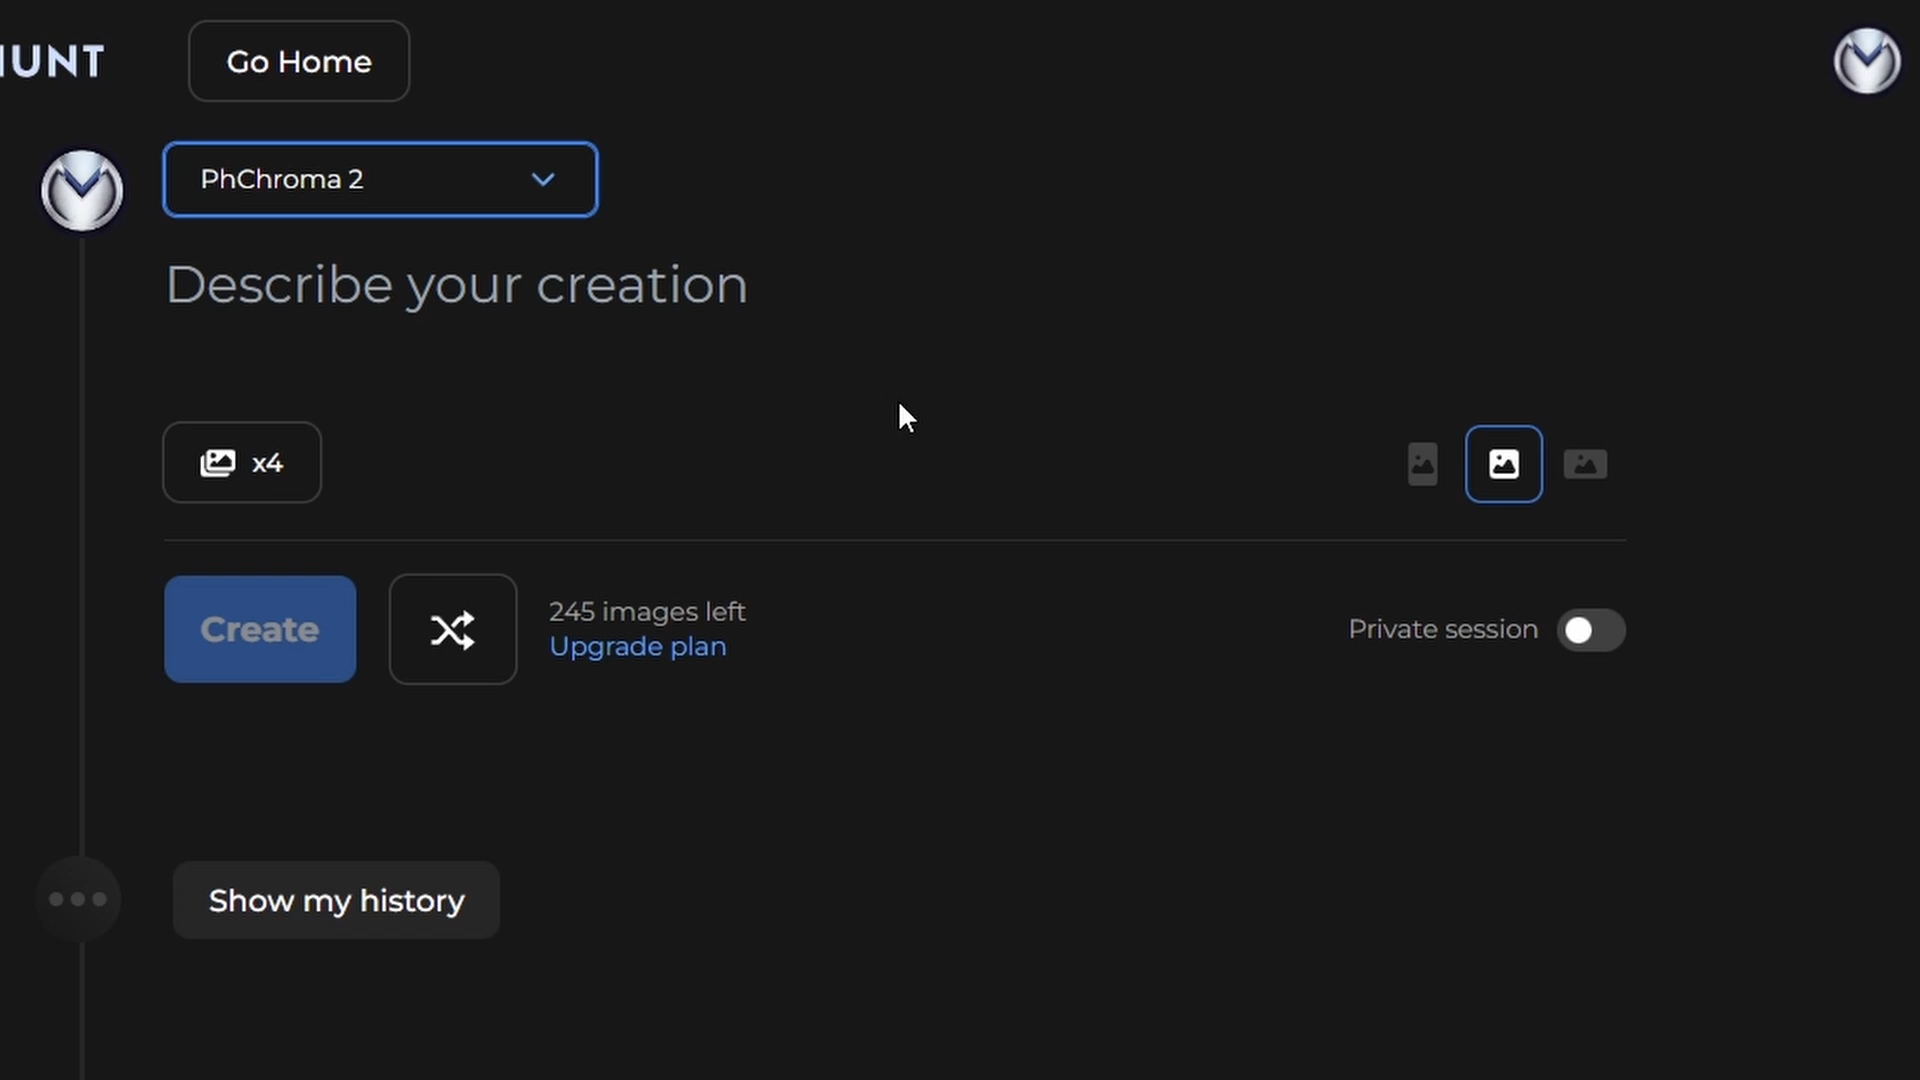 HUNT
Go Home
PhChroma 2
Describe your creation
x4
Create
245 images left
Upgrade plan
Private session
Show my history